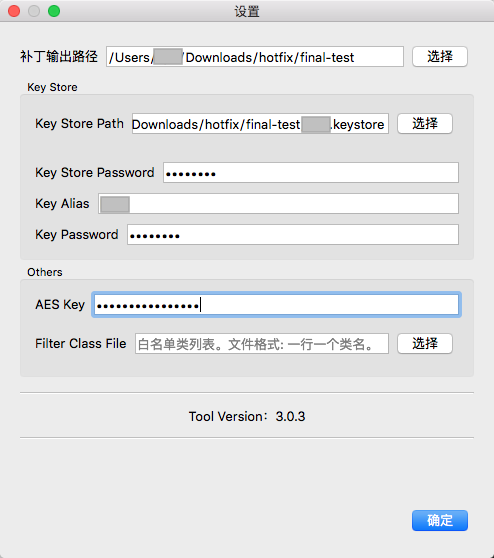 设置
补丁输出路径 /Users/ /Downloads/hotfix/final-test 选择
Key Store
Key Store Path Downloads/hotfix/final-test .keystore 选择
Key Store Password ••••••••
Key Alias
Key Password ••••••••
Others
AES Key ••••••••••••••••
Filter Class File 白名单类列表。文件格式: 一行一个类名。 选择
Tool Version：3.0.3
确定